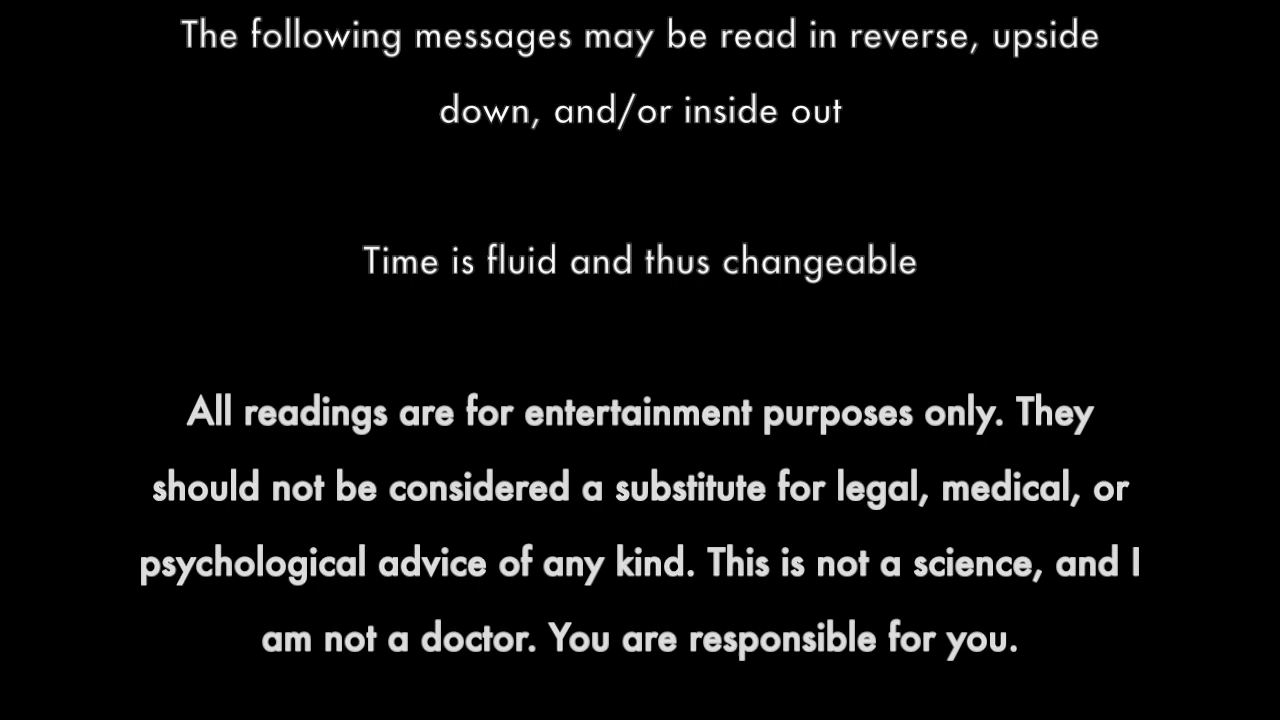 The following messages may be read in reverse, upside
down, and/or inside out
Time is fluid and thus changeable
All readings are for entertainment purposes only. They
should not be considered a substitute for legal, medical, or
psychological advice of any kind. This is not a science, and I
am not a doctor. You are responsible for you.